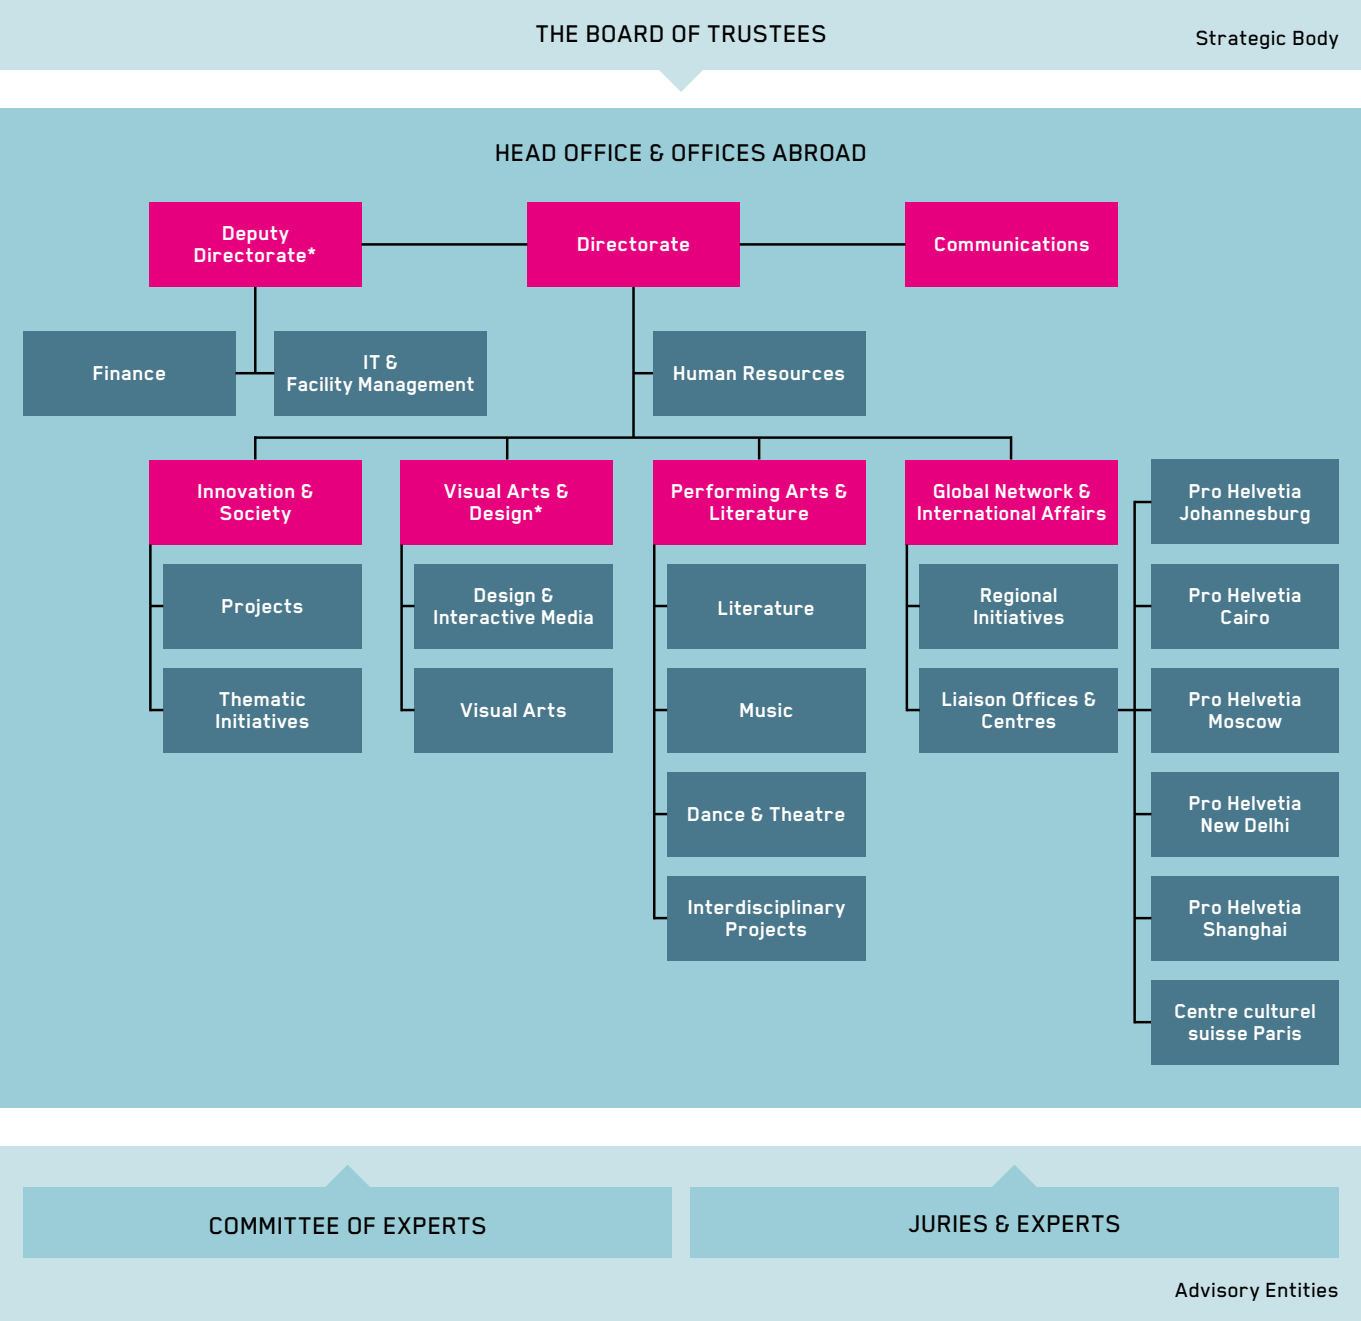 THE BOARD OF TRUSTEES
Strategic Body
HEAD OFFICE & OFFICES ABROAD
Deputy
Directorate*
Directorate
Communications
Finance
IT &
Facility Management
Human Resources
Innovation &
Society
Projects
Thematic
Initiatives
Visual Arts &
Design*
Design &
Interactive Media
Visual Arts
Performing Arts &
Literature
Literature
Music
Dance & Theatre
Interdisciplinary
Projects
Global Network &
International Affairs
Regional
Initiatives
Liaison Offices &
Centres
Pro Helvetia
Johannesburg
Pro Helvetia
Cairo
Pro Helvetia
Moscow
Pro Helvetia
New Delhi
Pro Helvetia
Shanghai
Centre culturel
suisse Paris
COMMITTEE OF EXPERTS
JURIES & EXPERTS
Advisory Entities